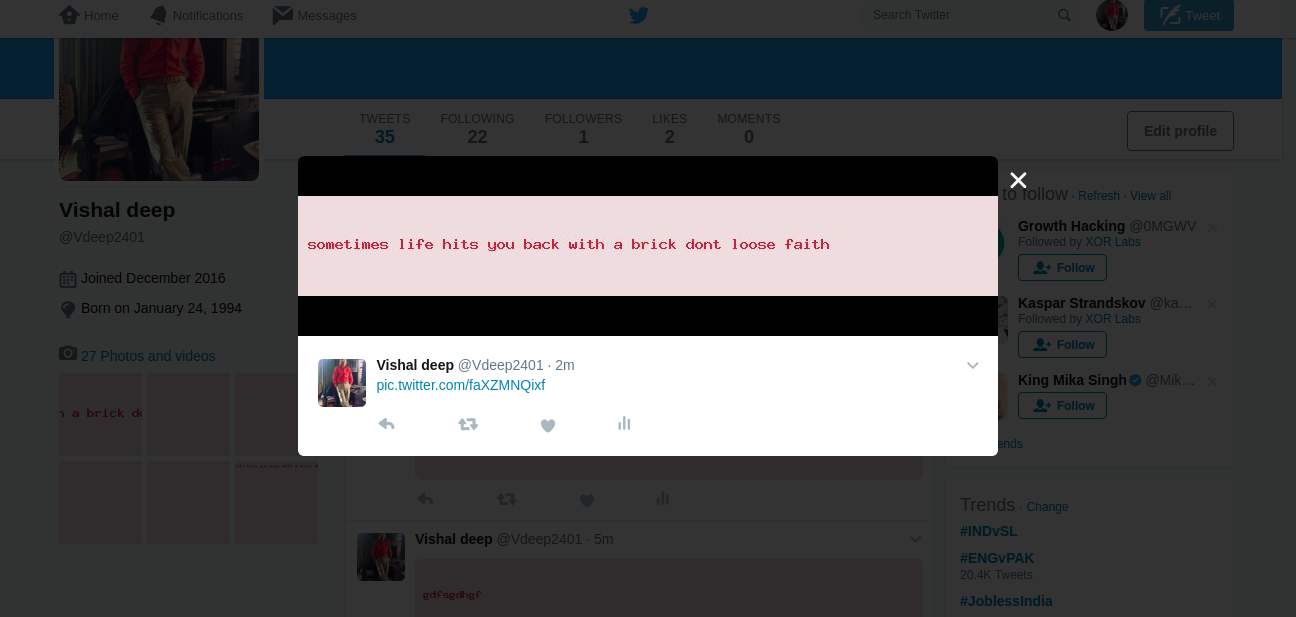 Home Notifications Messages Search Twitter Tweet
TWEETS FOLLOWING FOLLOWERS LIKES MOMENTS
35 22 1 2 0
Edit profile
sometimes life hits you back with a brick dont loose faith
Vishal deep @Vdeep2401 · 2m
pic.twitter.com/faXZMNQixf
Vishal deep
@Vdeep2401
Joined December 2016
Born on January 24, 1994
27 Photos and videos
n a brick do
Vishal deep @Vdeep2401 · 5m
gdfsgdhgf
to follow · Refresh · View all
Growth Hacking @0MGWV
Followed by XOR Labs
Follow
Kaspar Strandskov @ka...
Followed by XOR Labs
Follow
King Mika Singh @Mik...
Follow
ends
Trends · Change
#INDvSL
#ENGvPAK
20.4K Tweets
#JoblessIndia